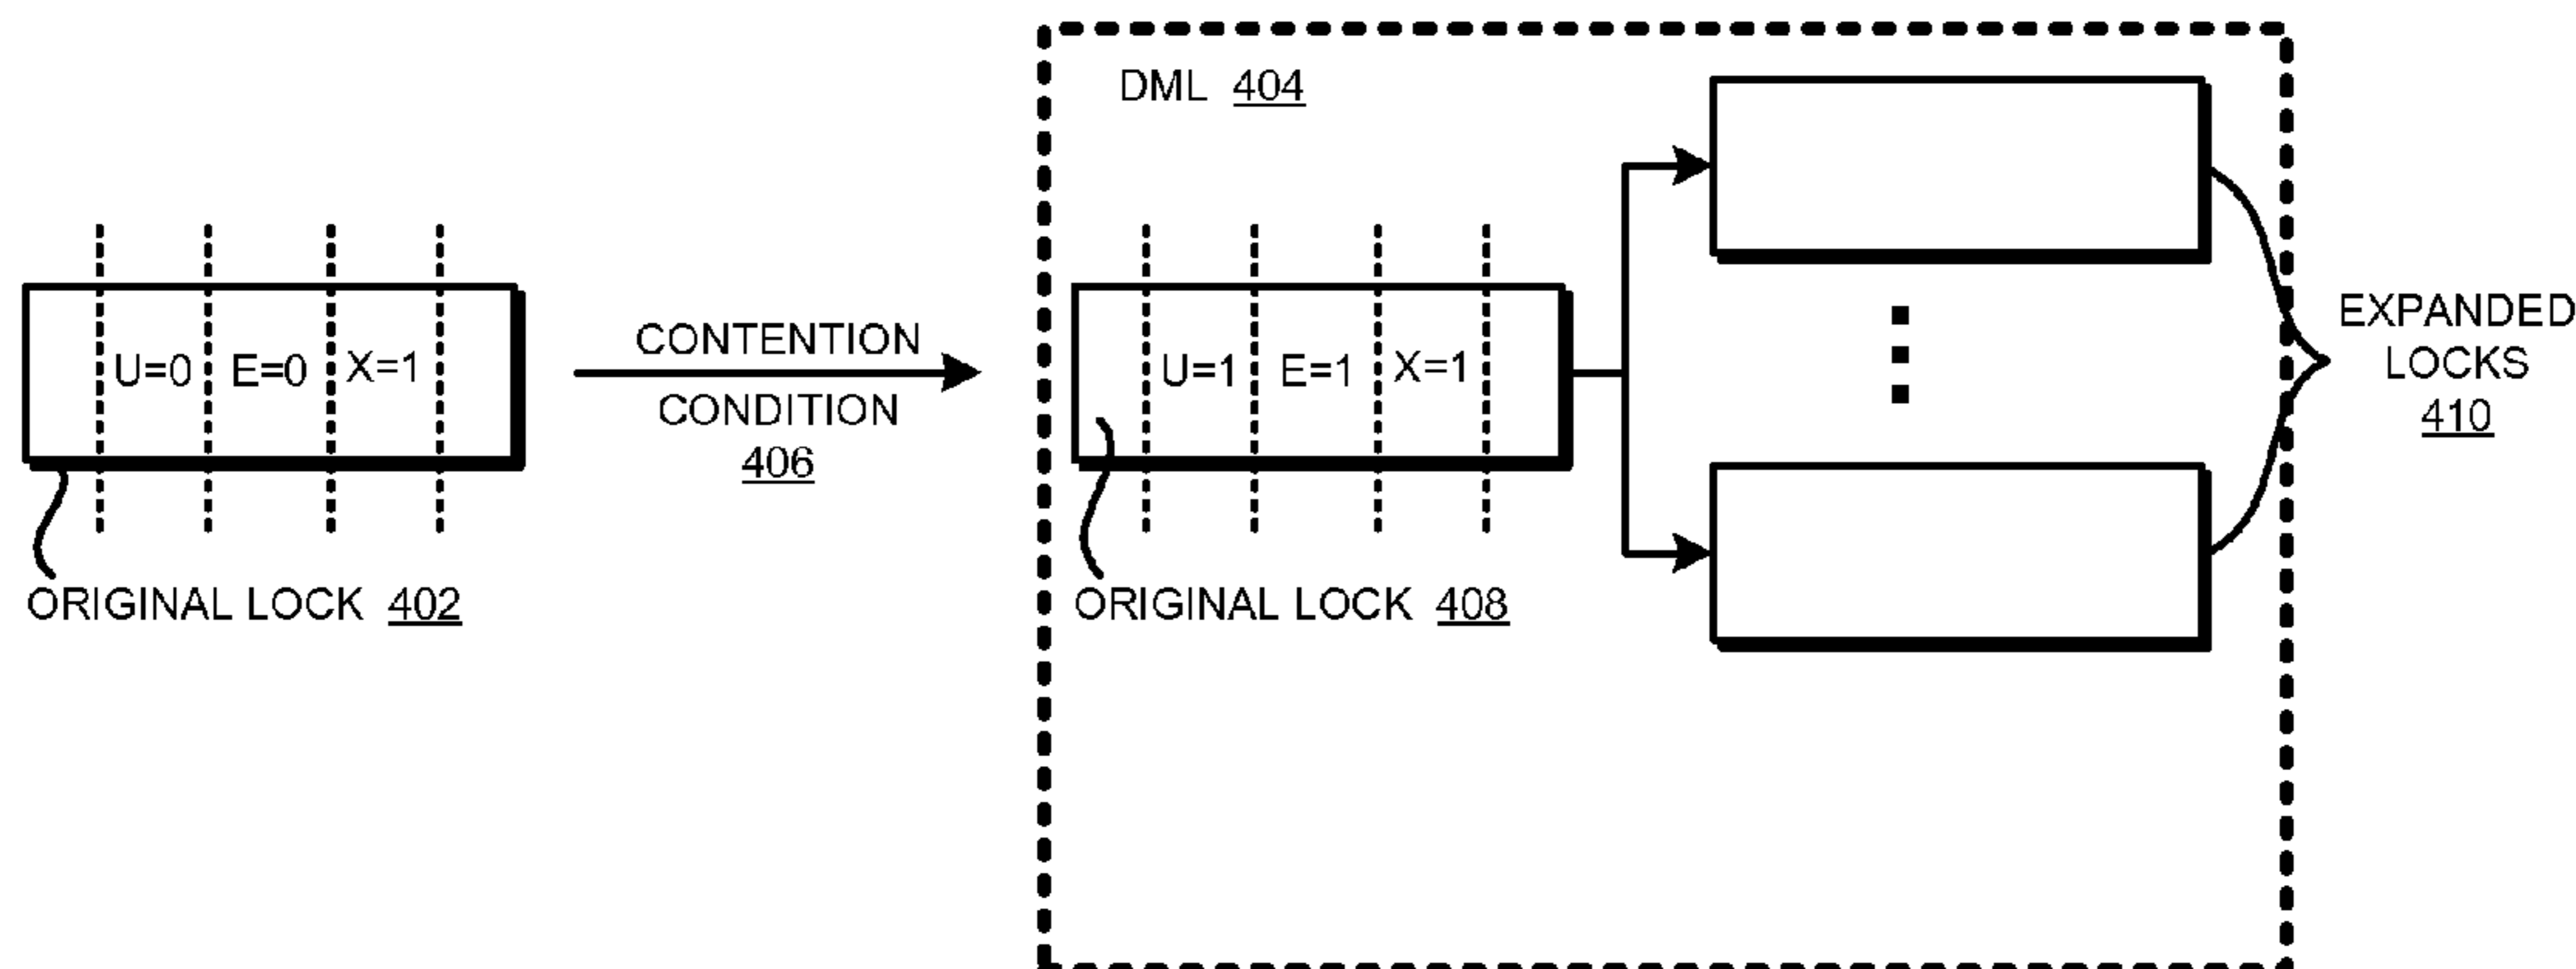 DML 404
U=0 E=0 X=1
CONTENTION
CONDITION
406
U=1 E=1 X=1
EXPANDED
LOCKS
410
ORIGINAL LOCK 402
ORIGINAL LOCK 408